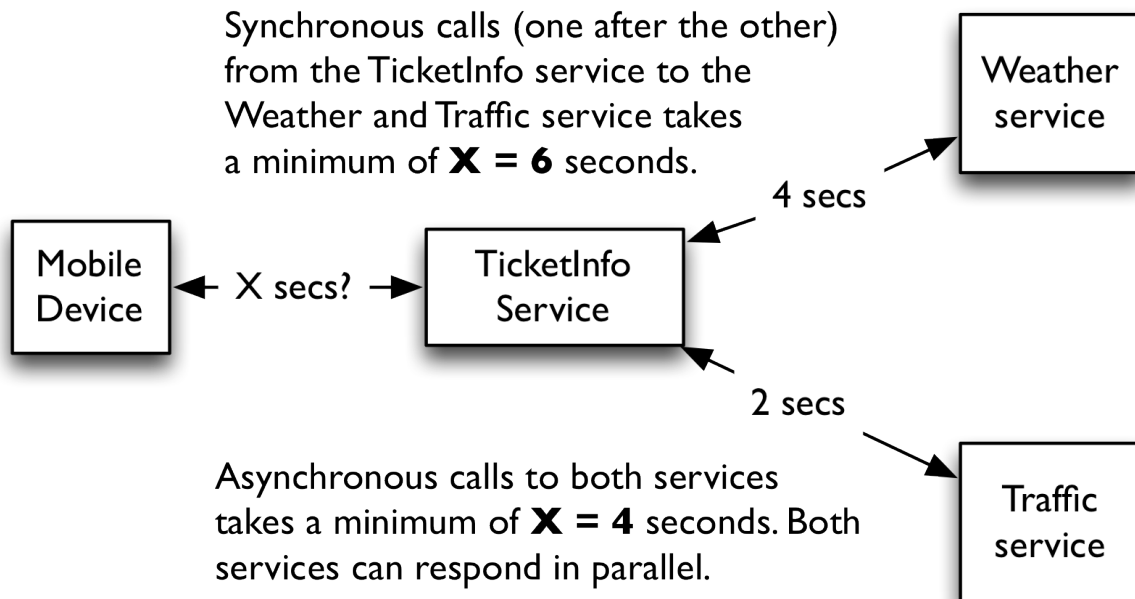 Synchronous calls (one after the other)
from the TicketInfo service to the
Weather and Traffic service takes
a minimum of X = 6 seconds.
Weather
service
4 secs
Mobile
Device
X secs?
TicketInfo
Service
2 secs
Asynchronous calls to both services
takes a minimum of X = 4 seconds. Both
services can respond in parallel.
Traffic
service